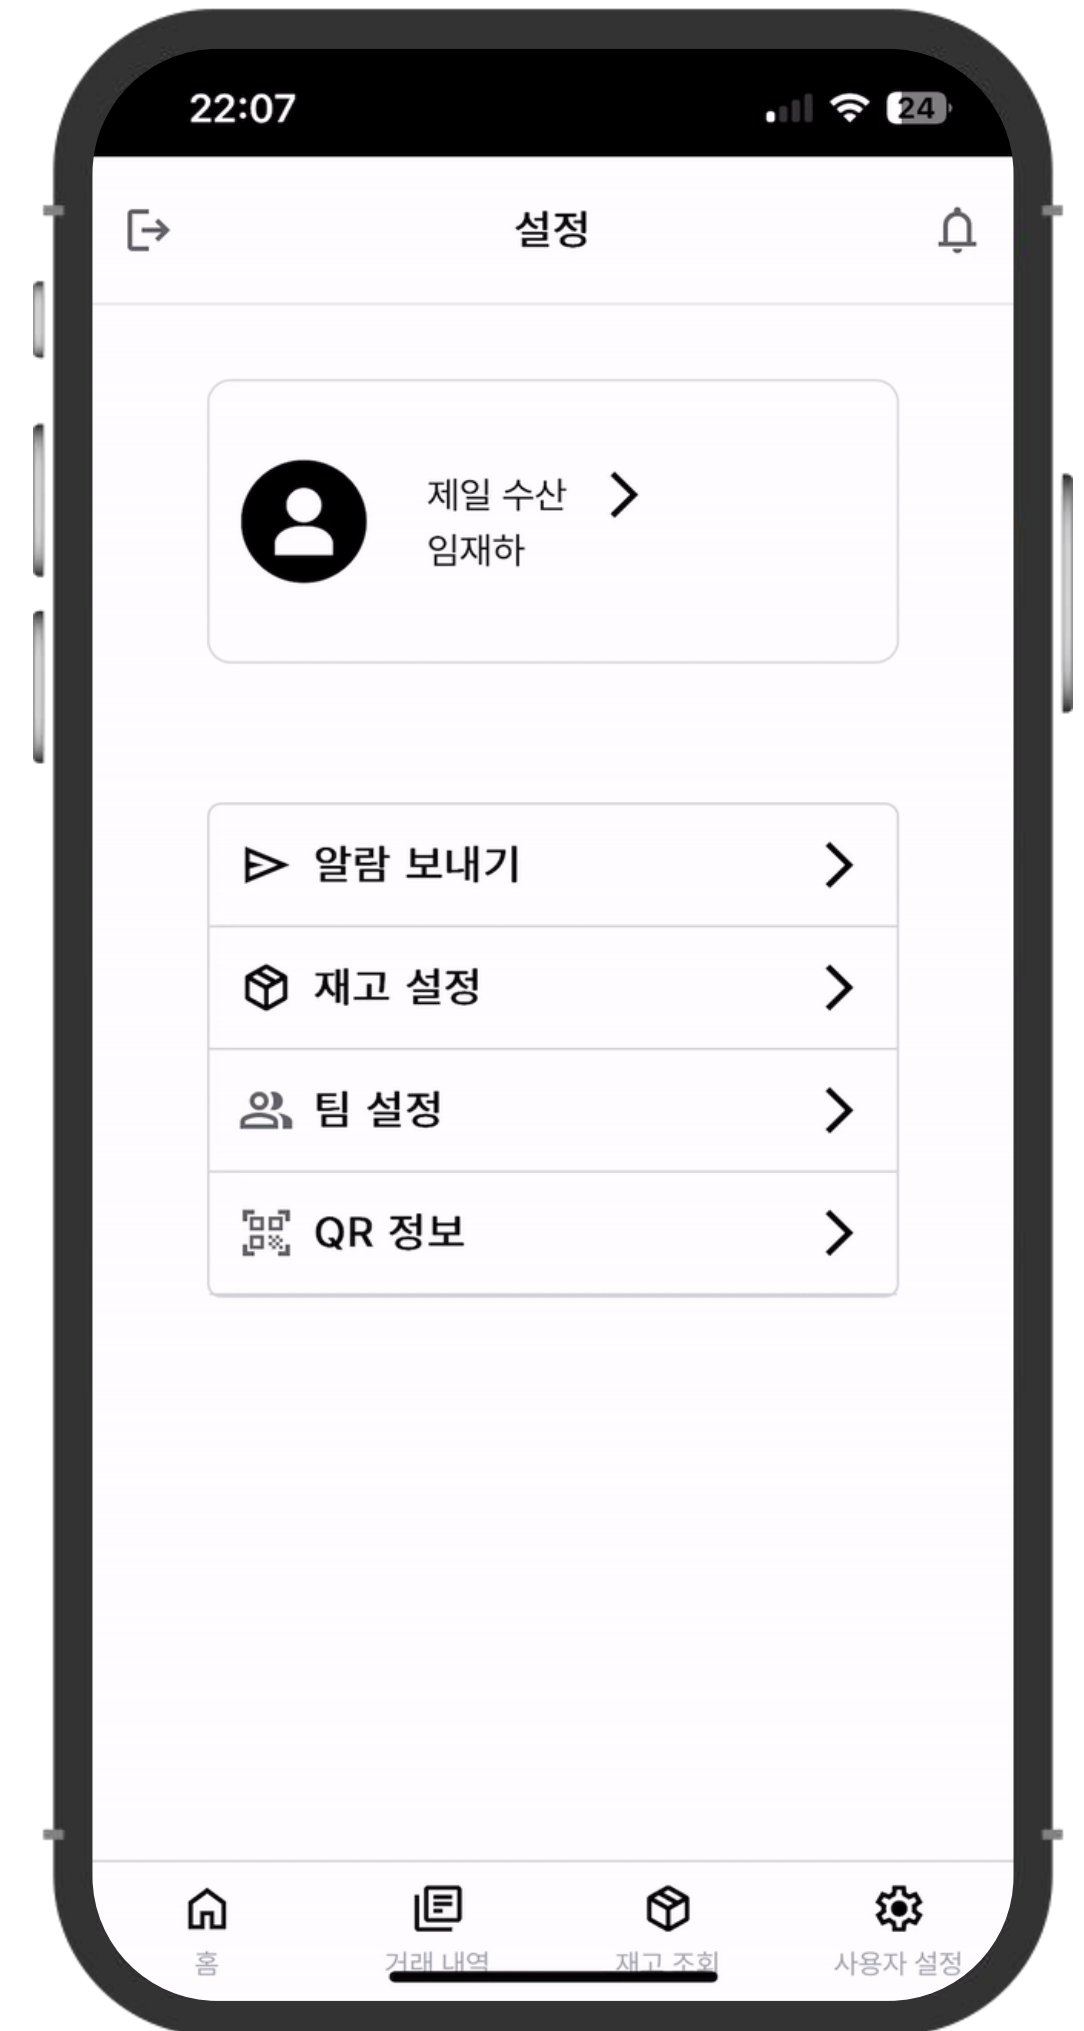 22:07
24
설정
제일 수산
임재하
알람 보내기
재고 설정
팀 설정
QR 정보
홈
거래 내역
재고 조회
사용자 설정